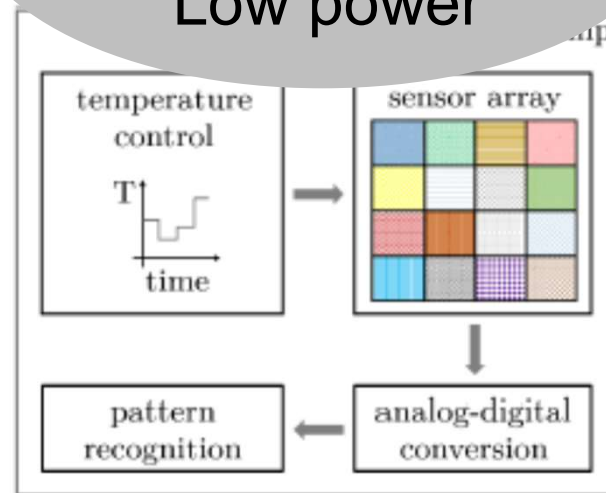 Low power
temperature
control
T
time
sensor array
pattern
recognition
analog-digital
conversion